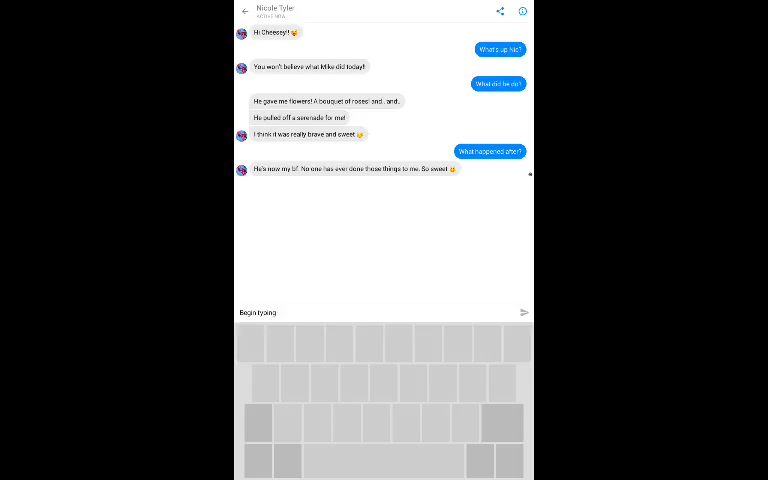 Nicole Tyler
ACTIVE NOW
Hi Cheesey!!
What's up Nic?
You won't believe what Mike did today!!
What did he do?
He gave me flowers! A bouquet of roses! and.. and..
He pulled off a serenade for me!
I think it was really brave and sweet
What happened after?
He's now my bf. No one has ever done those things to me. So sweet
Begin typing